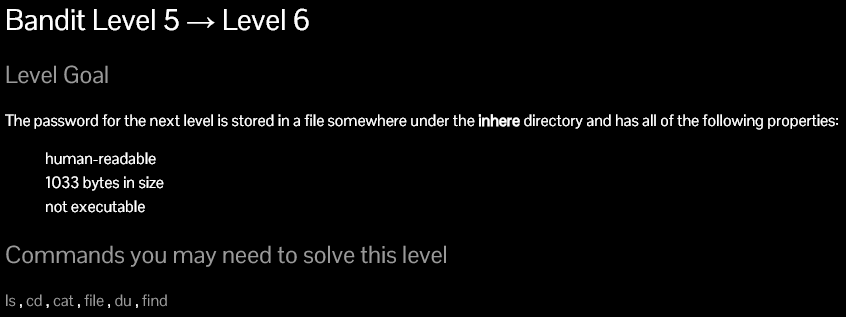 Bandit Level 5 → Level 6
Level Goal
The password for the next level is stored in a file somewhere under the inhere directory and has all of the following properties:
human-readable
1033 bytes in size
not executable
Commands you may need to solve this level
ls , cd , cat , file , du , find